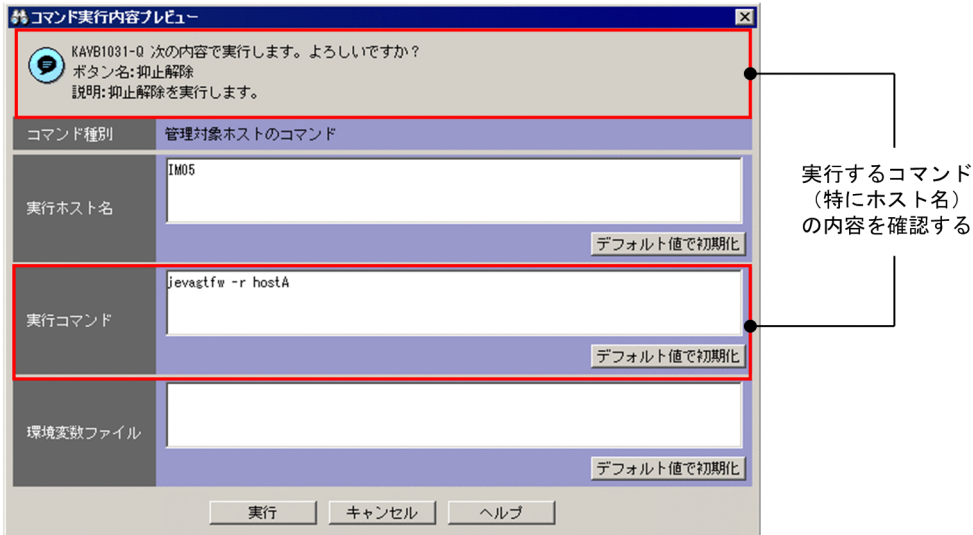 コマンド実行内容プレビュー
KAVB1031-Q 次の内容で実行します。よろしいですか？
ボタン名:抑止解除
説明:抑止解除を実行します。
コマンド種別
管理対象ホストのコマンド
実行ホスト名
IM05
デフォルト値で初期化
実行コマンド
jevagtfw -r hostA
デフォルト値で初期化
環境変数ファイル
デフォルト値で初期化
実行
キャンセル
ヘルプ
実行するコマンド
（特にホスト名）
の内容を確認する